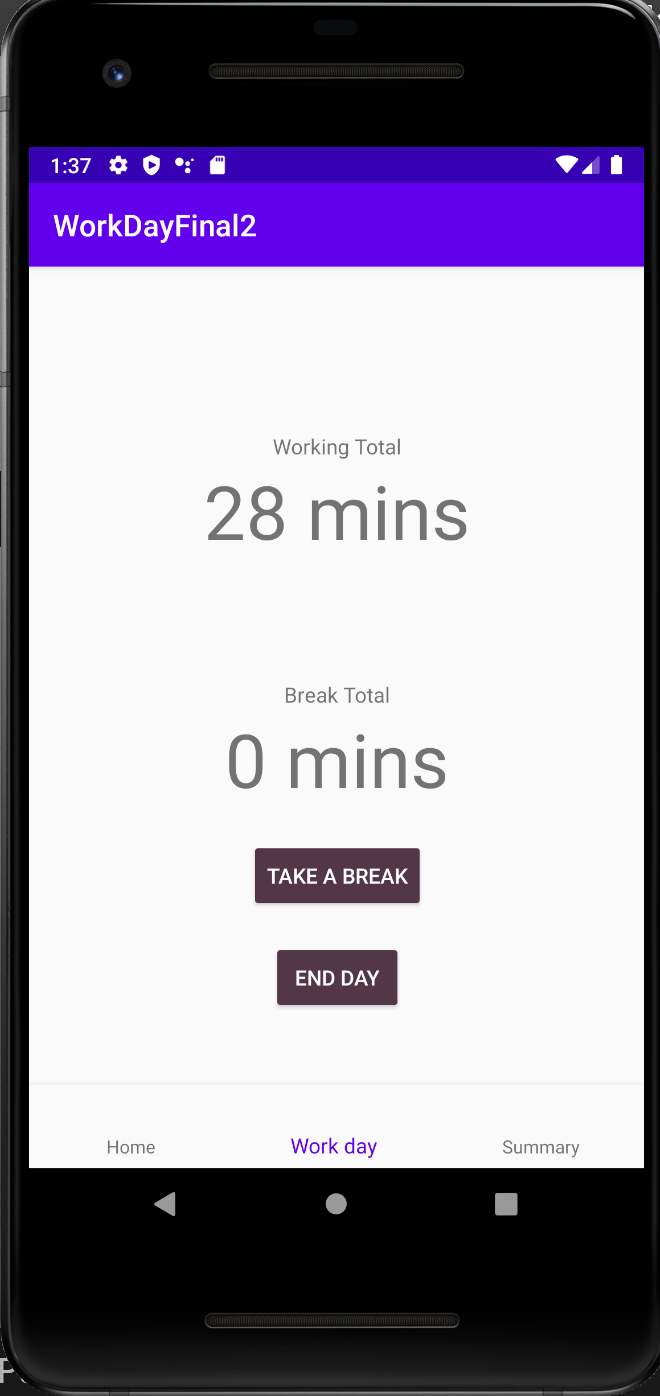 1:37
WorkDayFinal2
Working Total
28 mins
Break Total
0 mins
TAKE A BREAK
END DAY
Home Work day Summary